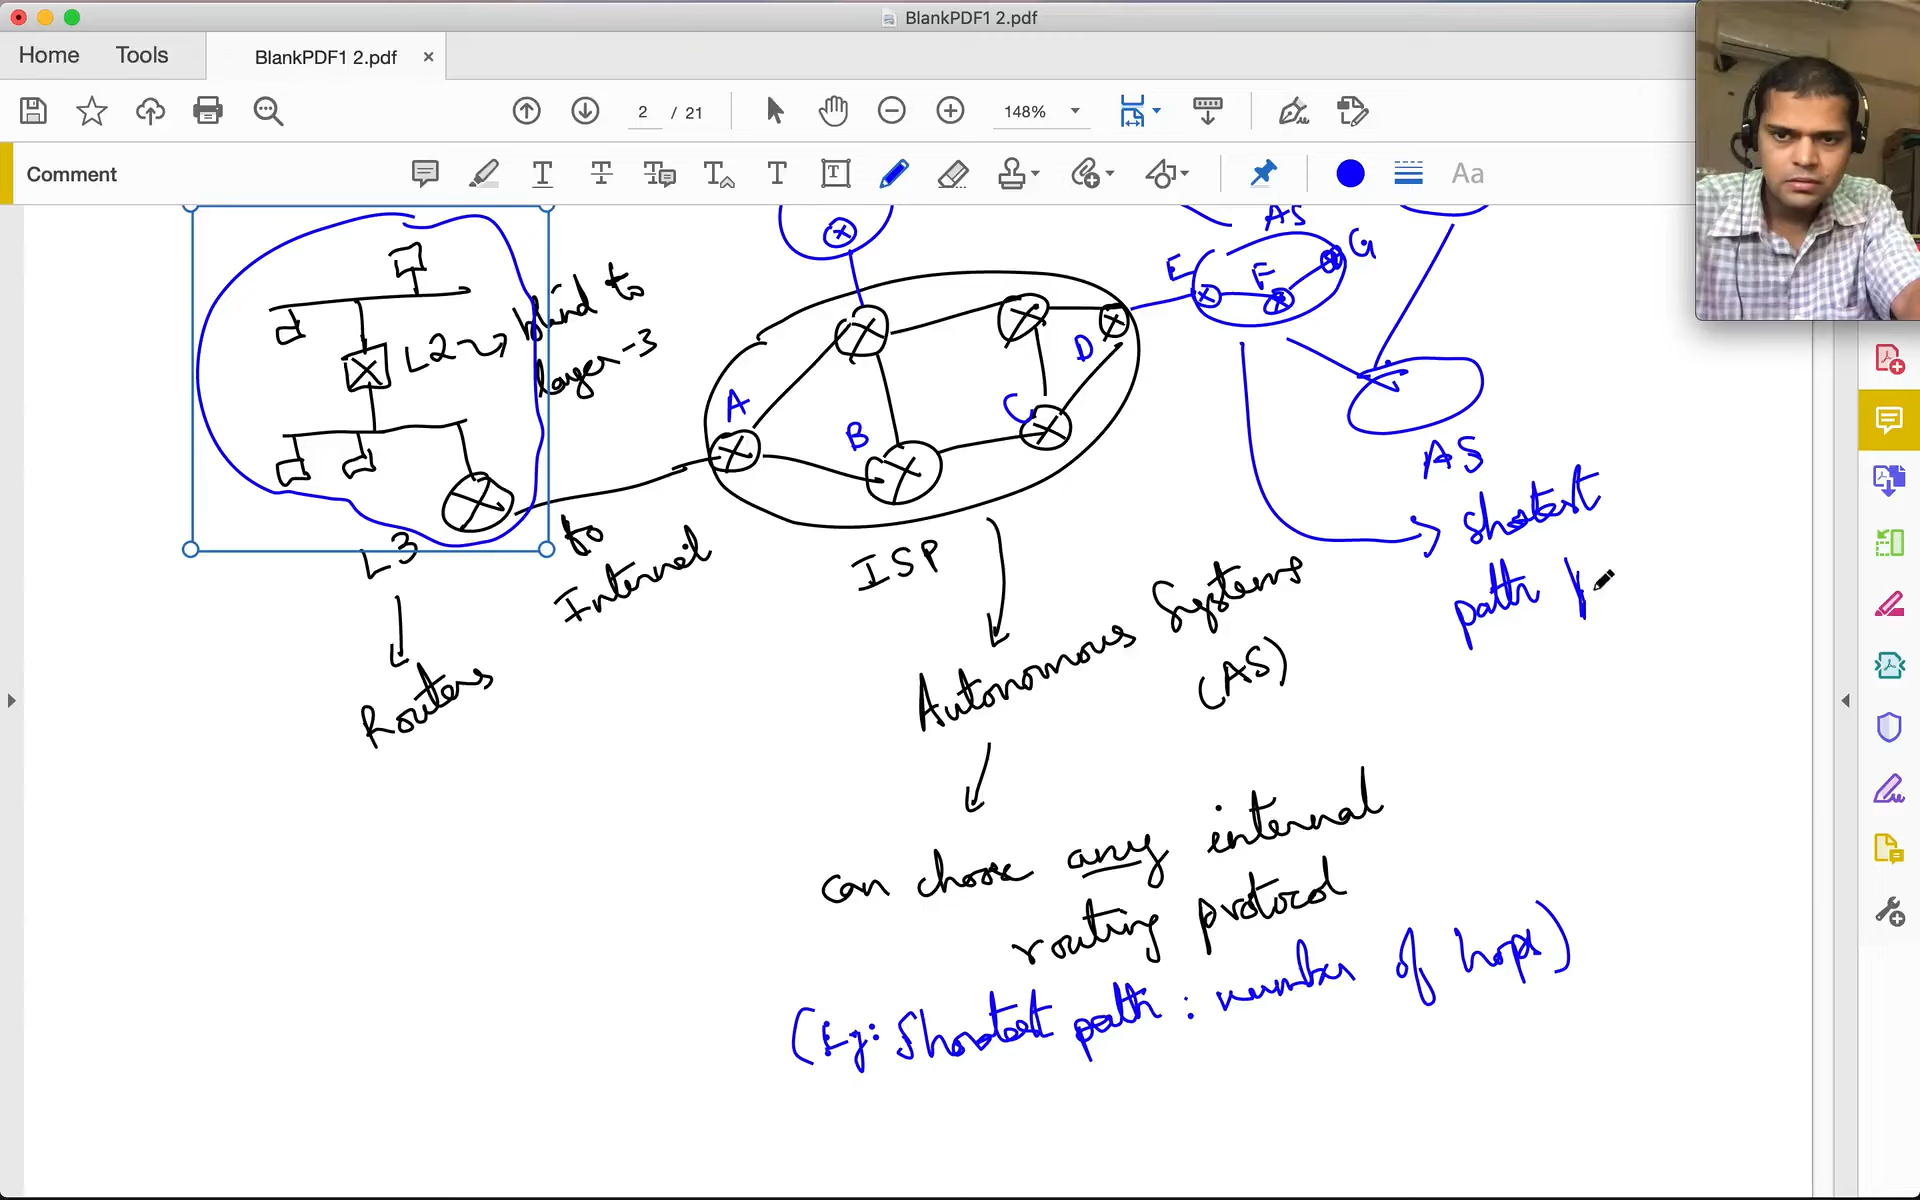 BlankPDF1 2.pdf
Home
Tools
BlankPDF1 2.pdf
2 / 21
148%
Comment
Aa
AS
E
F
G
L2
blind to
layer-3
D
A
B
C
AS
L3
to
Internet
ISP
shortest
path
Routers
Autonomous Systems
(AS)
can choose any internal
routing protocol
(Eg: Shortest path: number of hops)